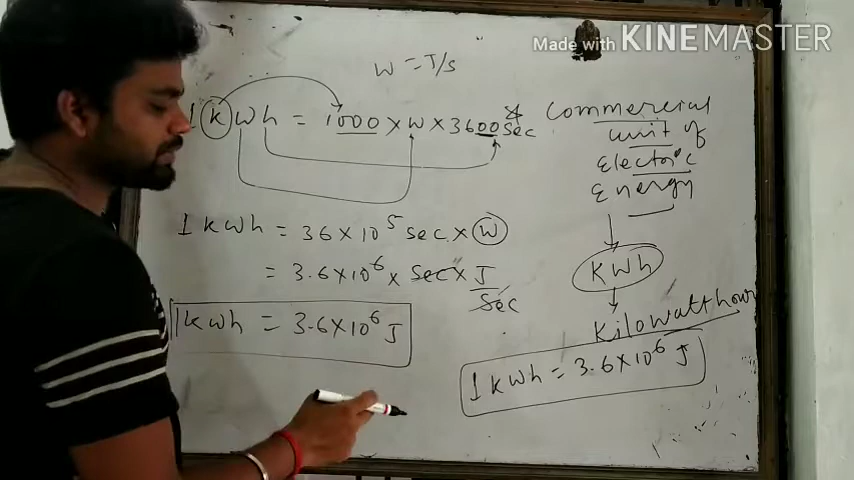 Made with KINEMASTER
W = J/s
1 kWh = 1000 × W × 3600 sec
1 kWh = 36 × 10^5 sec × W
= 3.6 × 10^6 × sec × J/sec
1 kWh = 3.6 × 10^6 J
Commercial
unit of
Electric
Energy
KWh
Kilowatt hour
1 kWh = 3.6 × 10^6 J